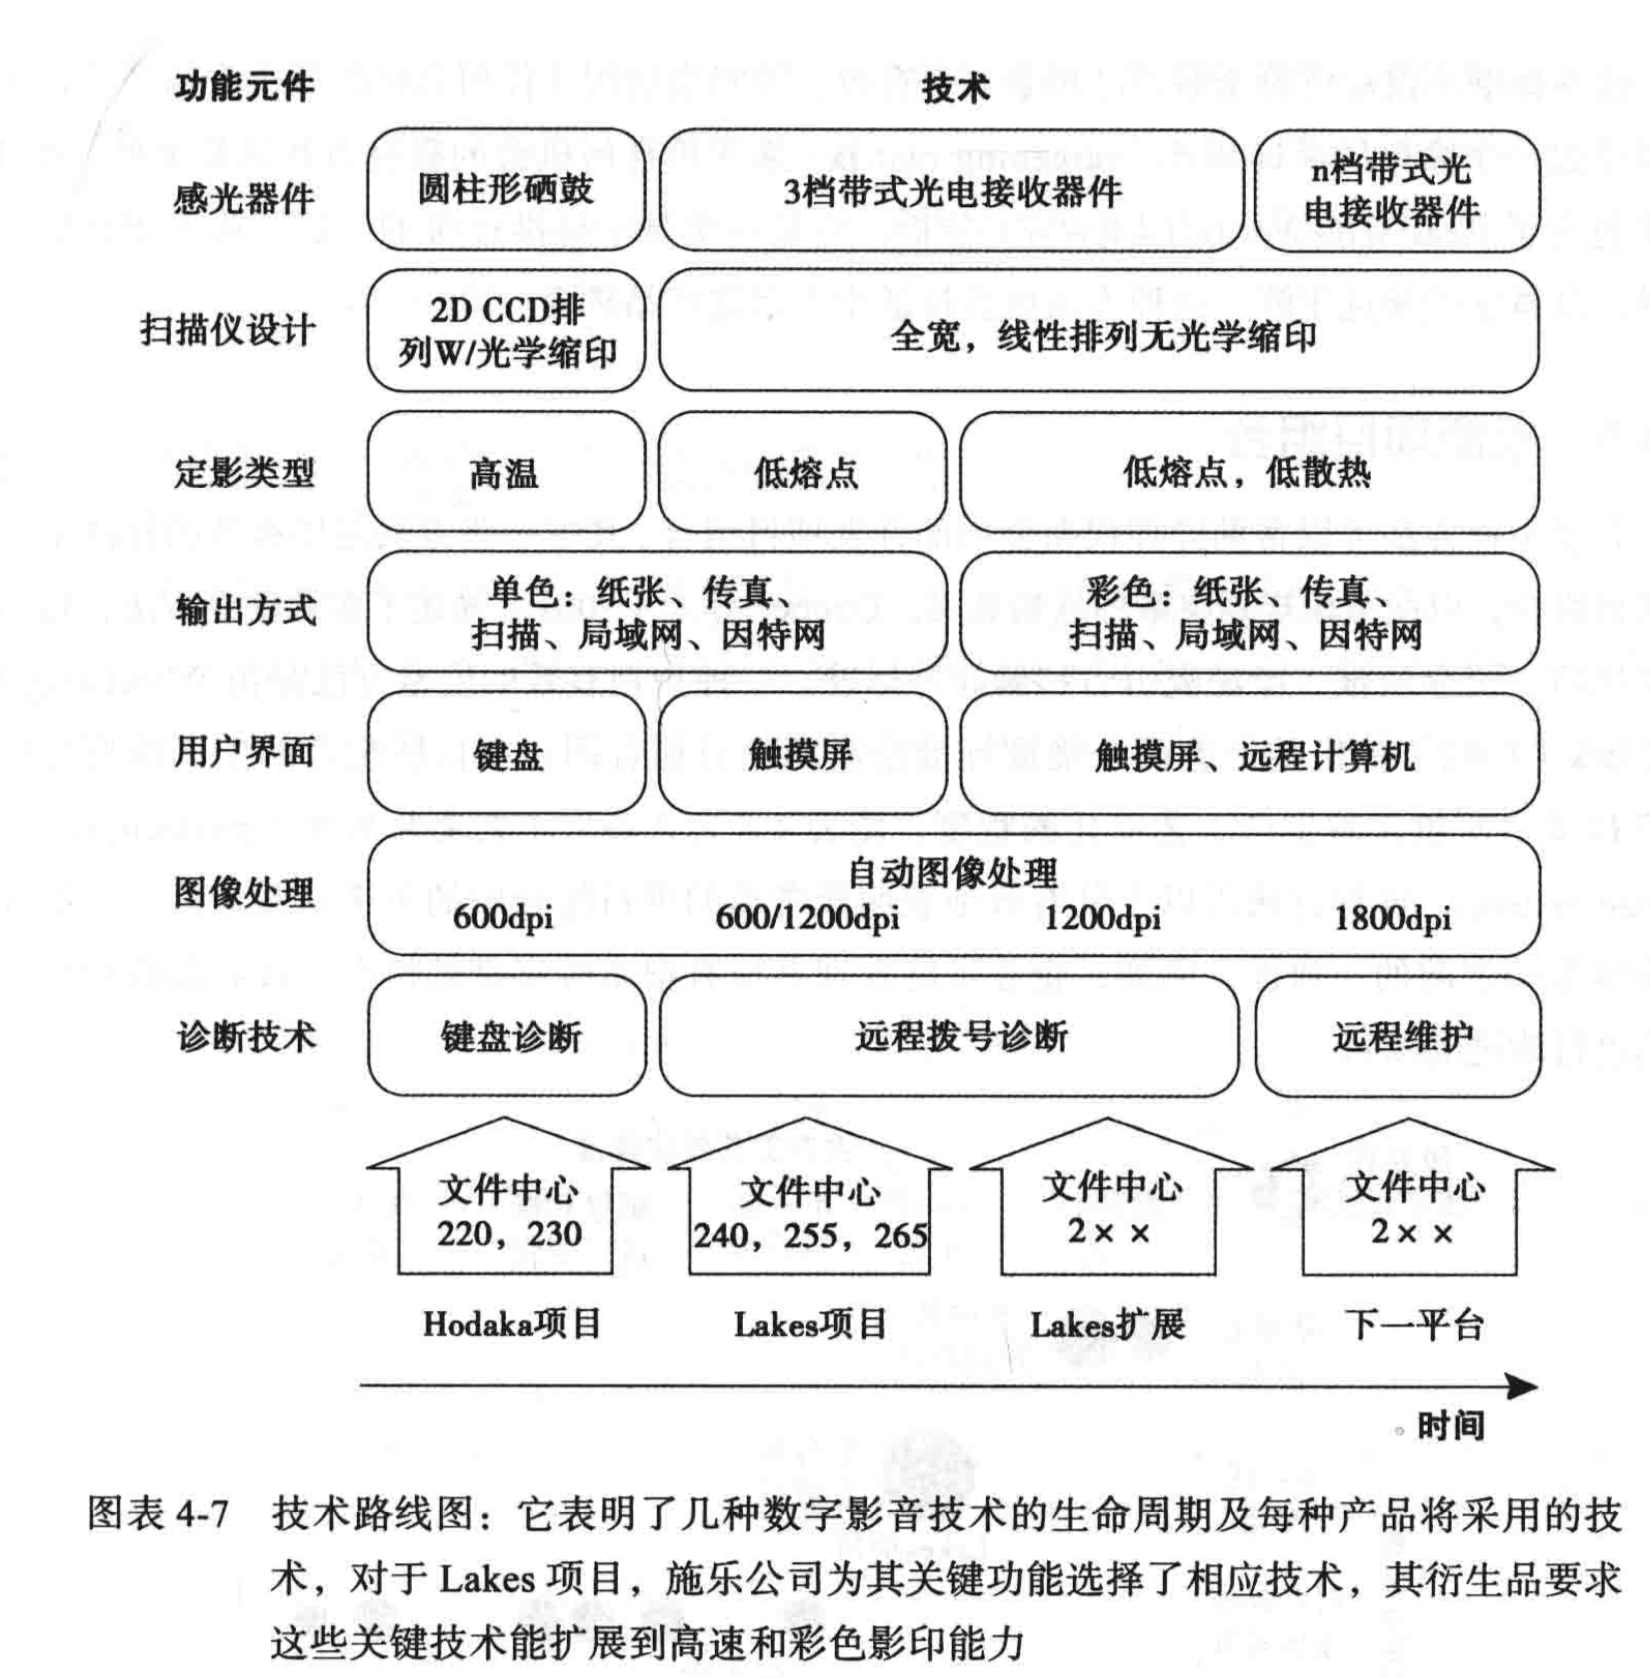 功能元件 技术
感光器件 圆柱形硒鼓 3档带式光电接收器件 n档带式光
电接收器件
扫描仪设计 2D CCD排
列W/光学缩印 全宽，线性排列无光学缩印
定影类型 高温 低熔点 低熔点，低散热
输出方式 单色：纸张、传真、
扫描、局域网、因特网 彩色：纸张、传真、
扫描、局域网、因特网
用户界面 键盘 触摸屏 触摸屏、远程计算机
图像处理 自动图像处理
600dpi 600/1200dpi 1200dpi 1800dpi
诊断技术 键盘诊断 远程拨号诊断 远程维护
文件中心 文件中心 文件中心 文件中心
220，230 240，255，265 2× × 2× ×
Hodaka项目 Lakes项目 Lakes扩展 下一平台
时间
图表 4-7 技术路线图：它表明了几种数字影音技术的生命周期及每种产品将采用的技
术，对于 Lakes 项目，施乐公司为其关键功能选择了相应技术，其衍生品要求
这些关键技术能扩展到高速和彩色影印能力